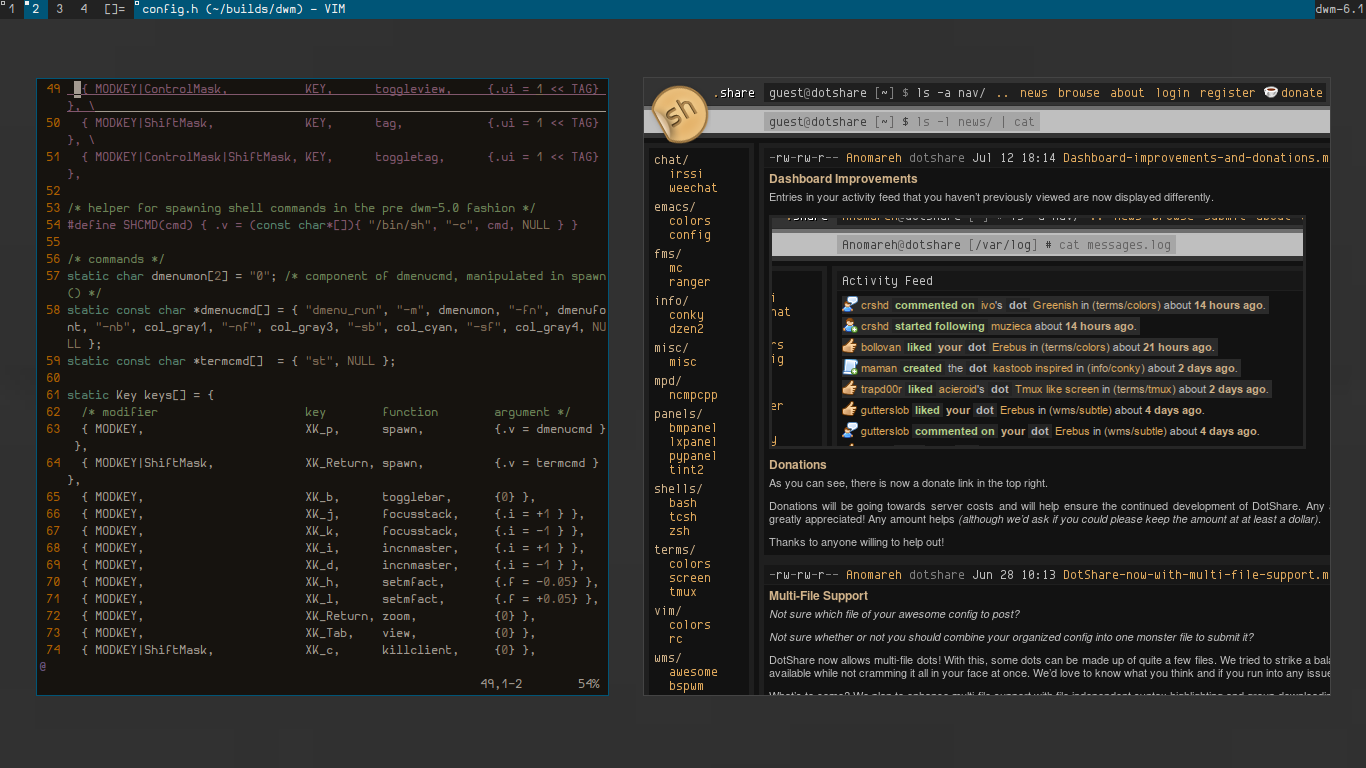 1 2 3 4 []= config.h (~/builds/dwm) - VIM dwm-6.1
49 { MODKEY|ControlMask, KEY, toggleview, {.ui = 1 << TAG}
}, \
50 { MODKEY|ShiftMask, KEY, tag, {.ui = 1 << TAG}
}, \
51 { MODKEY|ControlMask|ShiftMask, KEY, toggletag, {.ui = 1 << TAG}
},
52
53 /* helper for spawning shell commands in the pre dwm-5.0 fashion */
54 #define SHCMD(cmd) { .v = (const char*[]){ "/bin/sh", "-c", cmd, NULL } }
55
56 /* commands */
57 static char dmenumon[2] = "0"; /* component of dmenucmd, manipulated in spawn
() */
58 static const char *dmenucmd[] = { "dmenu_run", "-m", dmenumon, "-fn", dmenufo
nt, "-nb", col_gray1, "-nf", col_gray3, "-sb", col_cyan, "-sf", col_gray4, NU
LL };
59 static const char *termcmd[]  = { "st", NULL };
60
61 static Key keys[] = {
62 /* modifier key function argument */
63 { MODKEY, XK_p, spawn, {.v = dmenucmd }
},
64 { MODKEY|ShiftMask, XK_Return, spawn, {.v = termcmd }
},
65 { MODKEY, XK_b, togglebar, {0} },
66 { MODKEY, XK_j, focusstack, {.i = +1 } },
67 { MODKEY, XK_k, focusstack, {.i = -1 } },
68 { MODKEY, XK_i, incnmaster, {.i = +1 } },
69 { MODKEY, XK_d, incnmaster, {.i = -1 } },
70 { MODKEY, XK_h, setmfact, {.f = -0.05} },
71 { MODKEY, XK_l, setmfact, {.f = +0.05} },
72 { MODKEY, XK_Return, zoom, {0} },
73 { MODKEY, XK_Tab, view, {0} },
74 { MODKEY|ShiftMask, XK_c, killclient, {0} },
@
49,1-2 54%
sh
.share guest@dotshare [~] $ ls -a nav/ .. news browse about login register donate
guest@dotshare [~] $ ls -l news/ | cat
chat/
irssi
weechat
emacs/
colors
config
fms/
mc
ranger
info/
conky
dzen2
misc/
misc
mpd/
ncmpcpp
panels/
bmpanel
lxpanel
pypanel
tint2
shells/
bash
tcsh
zsh
terms/
colors
screen
tmux
vim/
colors
rc
wms/
awesome
bspwm
-rw-rw-r-- Anomareh dotshare Jul 12 18:14 Dashboard-improvements-and-donations.m
Dashboard Improvements
Entries in your activity feed that you haven't previously viewed are now displayed differently.
Anomareh@dotshare [/var/log] # cat messages.log
Activity Feed
crshd commented on ivo's dot Greenish in (terms/colors) about 14 hours ago.
crshd started following muzieca about 14 hours ago.
bollovan liked your dot Erebus in (terms/colors) about 21 hours ago.
maman created the dot kastoob inspired in (info/conky) about 2 days ago.
trapd00r liked acieroid's dot Tmux like screen in (terms/tmux) about 2 days ago.
gutterslob liked your dot Erebus in (wms/subtle) about 4 days ago.
gutterslob commented on your dot Erebus in (wms/subtle) about 4 days ago.
Donations
As you can see, there is now a donate link in the top right.
Donations will be going towards server costs and will help ensure the continued development of DotShare. Any
greatly appreciated! Any amount helps (although we'd ask if you could please keep the amount at at least a dollar).
Thanks to anyone willing to help out!
-rw-rw-r-- Anomareh dotshare Jun 28 10:13 DotShare-now-with-multi-file-support.m
Multi-File Support
Not sure which file of your awesome config to post?
Not sure whether or not you should combine your organized config into one monster file to submit it?
DotShare now allows multi-file dots! With this, some dots can be made up of quite a few files. We tried to strike a bala
available while not cramming it all in your face at once. We'd love to know what you think and if you run into any issue